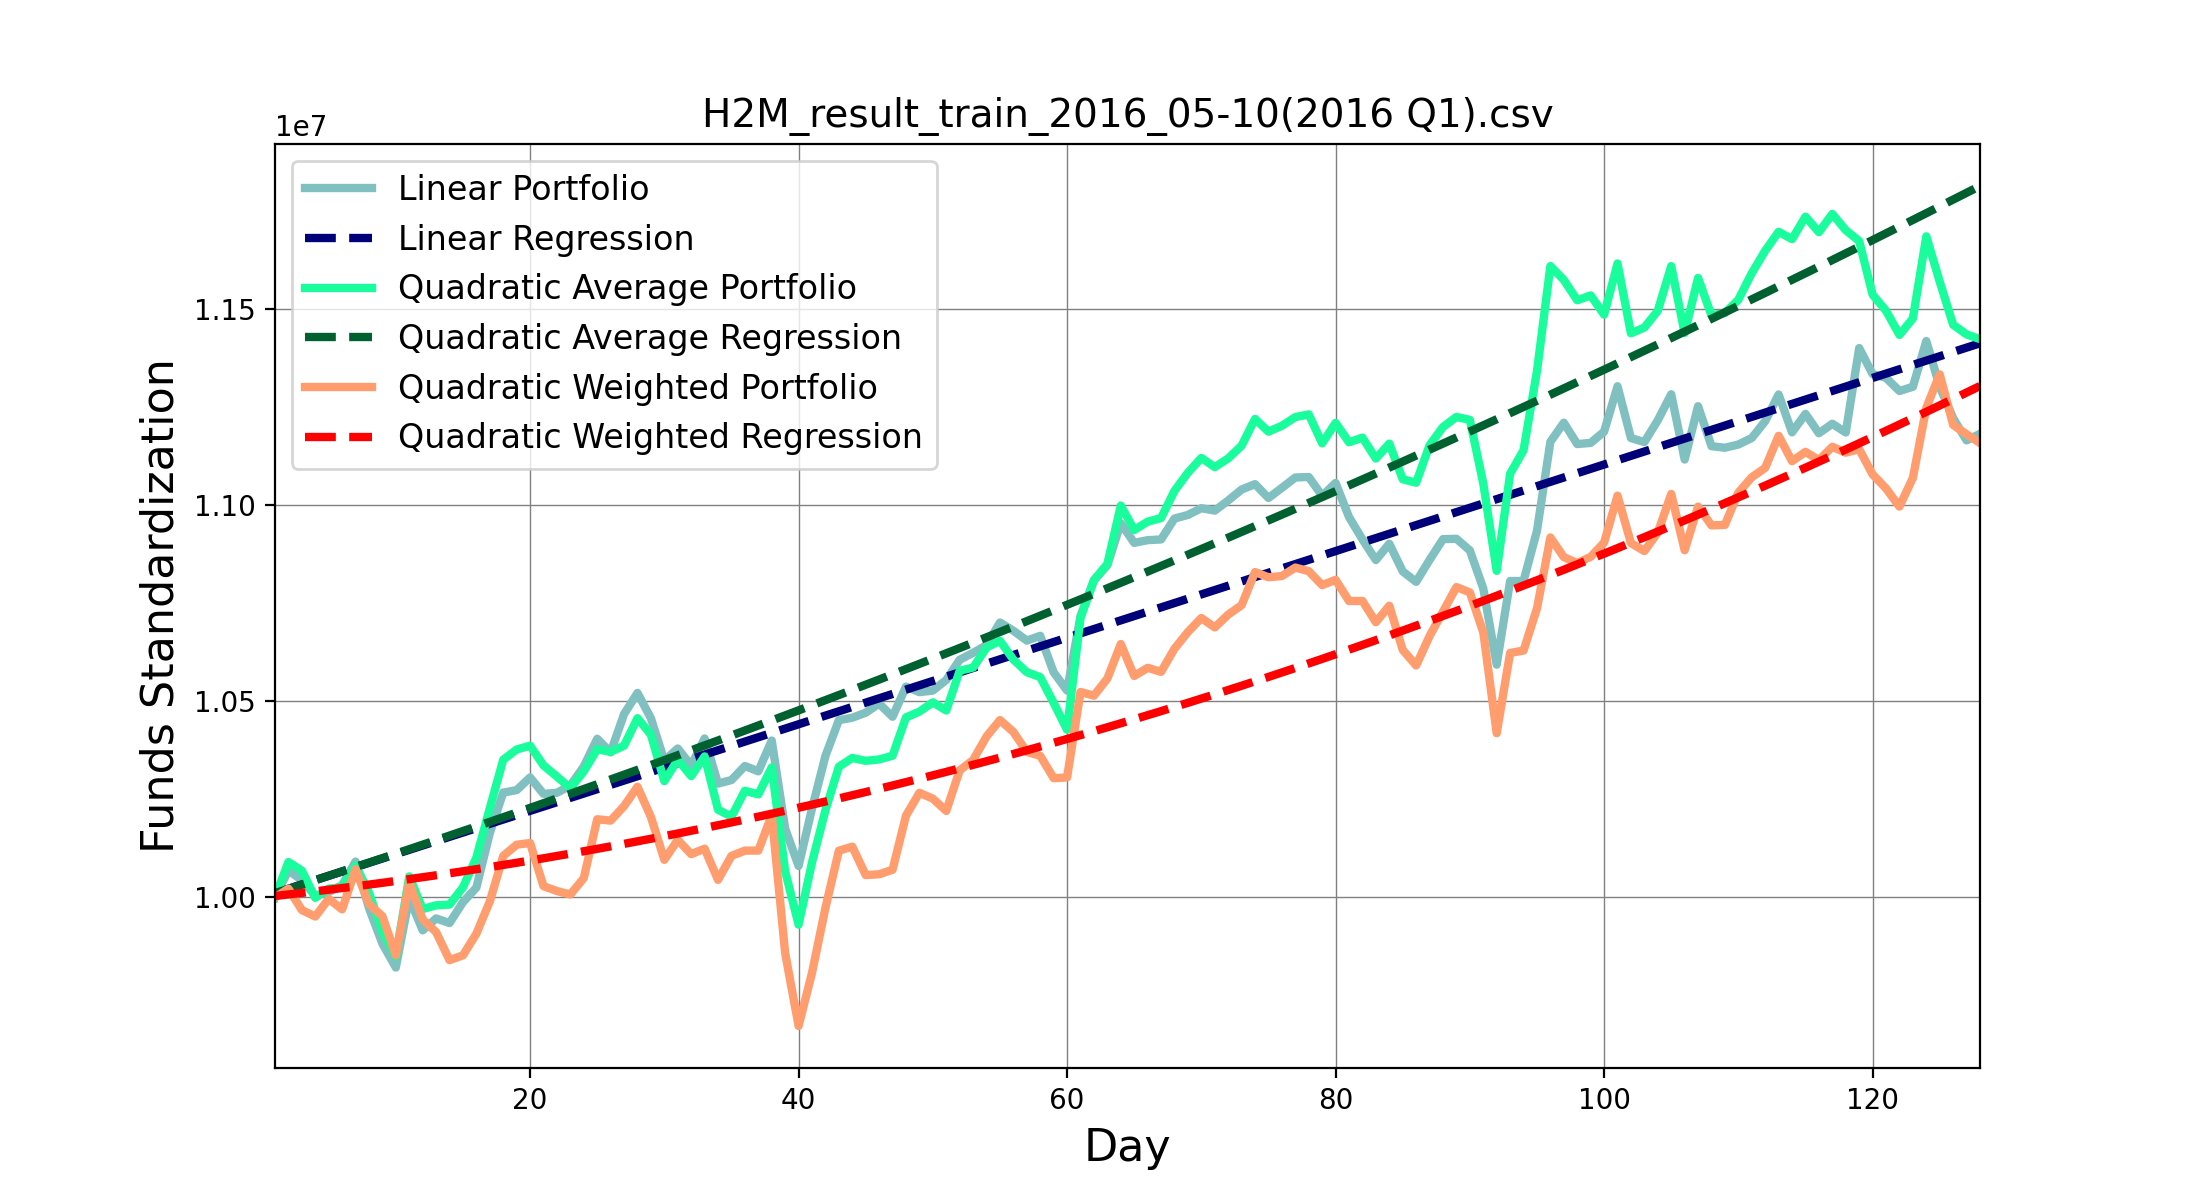 H2M_result_train_2016_05-10(2016 Q1).csv
1e7
Linear Portfolio
Linear Regression
Quadratic Average Portfolio
Quadratic Average Regression
Quadratic Weighted Portfolio
Quadratic Weighted Regression
Funds Standardization
1.15
1.10
1.05
1.00
20 40 60 80 100 120
Day